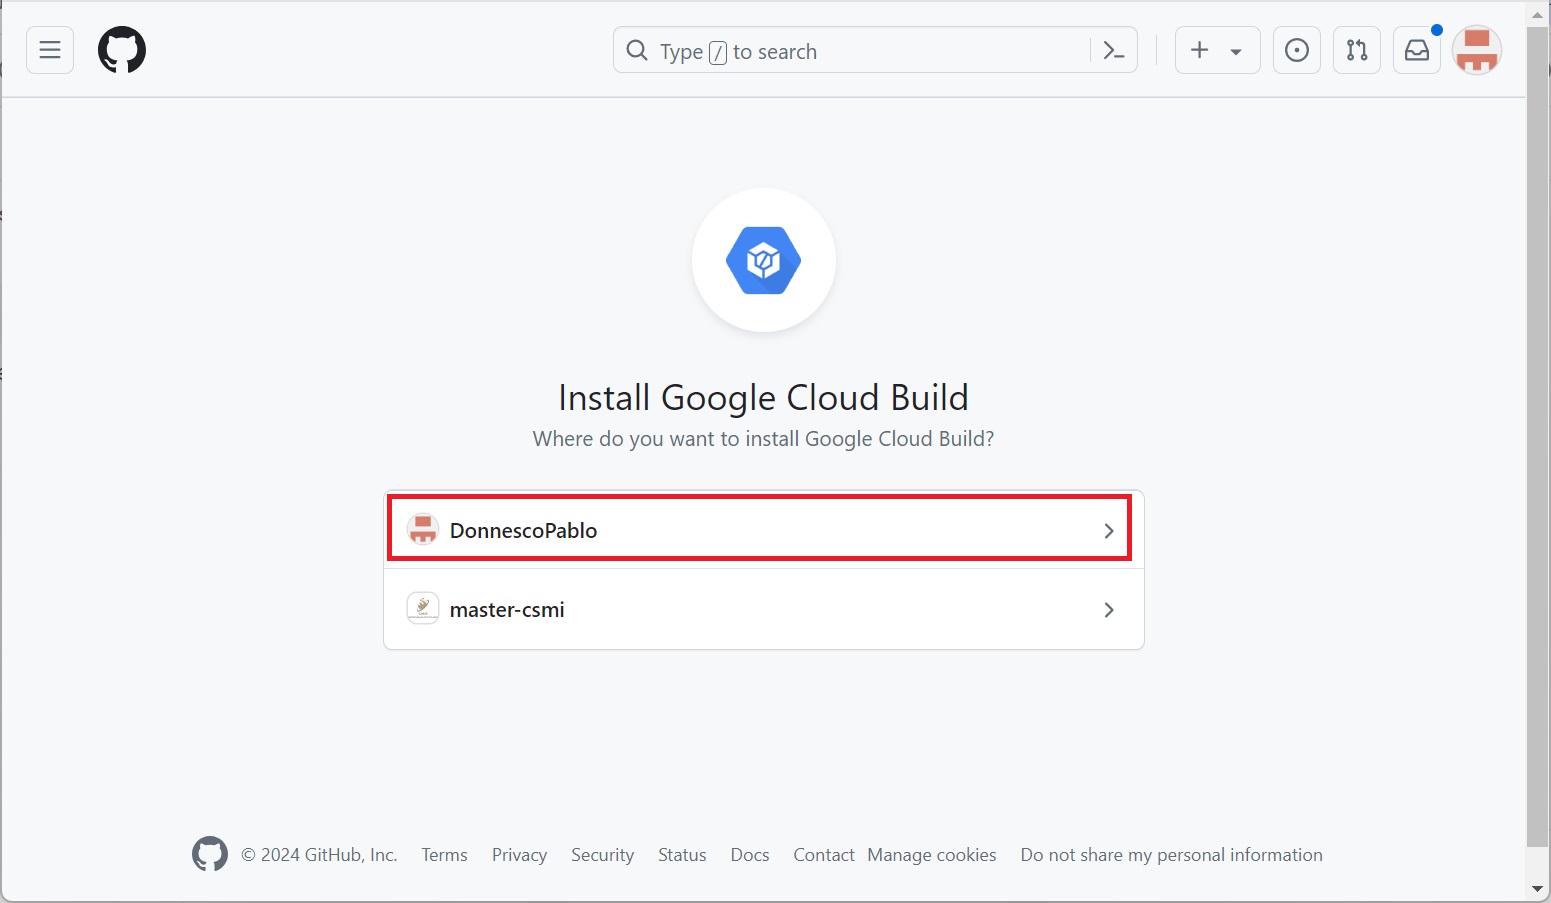 Type / to search
Install Google Cloud Build
Where do you want to install Google Cloud Build?
DonnescoPablo
master-csmi
© 2024 GitHub, Inc. Terms Privacy Security Status Docs Contact Manage cookies Do not share my personal information